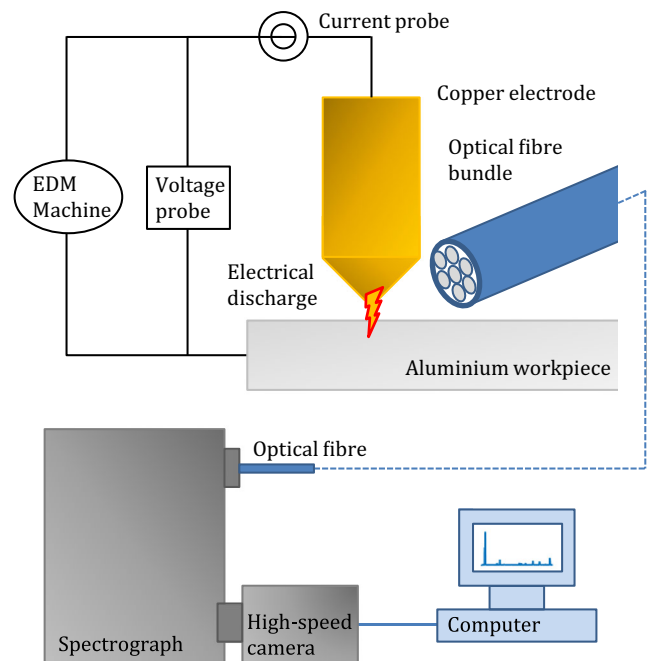 Current probe
Copper electrode
Optical fibre
bundle
EDM
Machine
Voltage
probe
Electrical
discharge
Aluminium workpiece
Optical fibre
Spectrograph
High-speed
camera
Computer